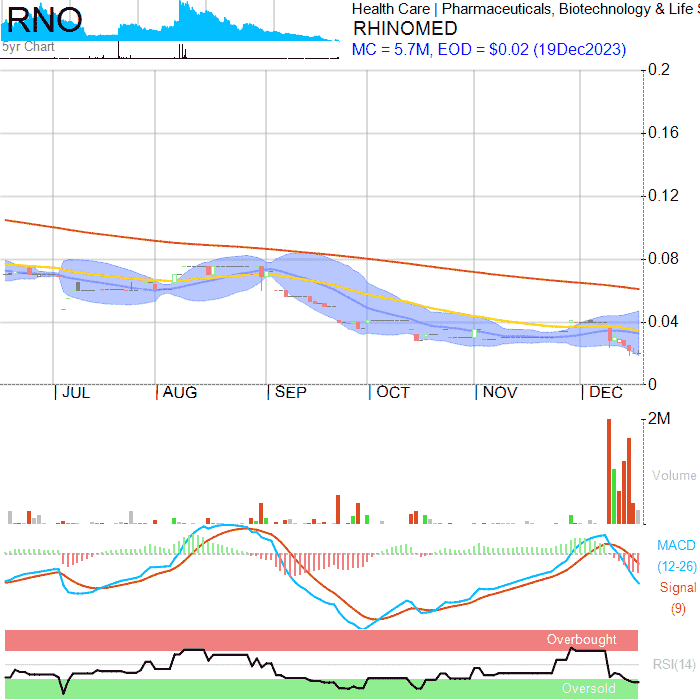 RNO
5yr Chart
Health Care | Pharmaceuticals, Biotechnology & Life S
RHINOMED
MC = 5.7M, EOD = $0.02 (19Dec2023)
0.2
0.16
0.12
0.08
0.04
0
JUL AUG SEP OCT NOV DEC
2M
Volume
MACD
(12-26)
Signal
(9)
Overbought
RSI(14)
Oversold